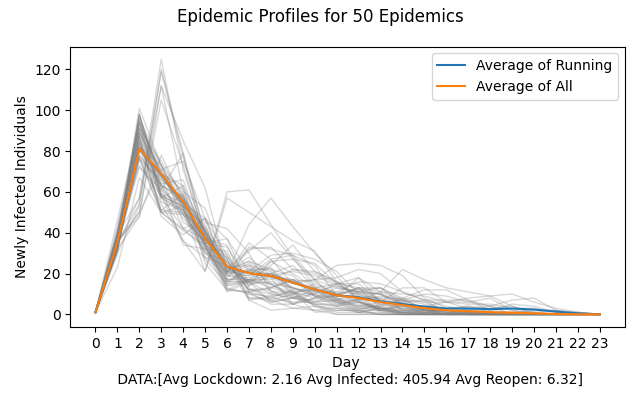 Epidemic Profiles for 50 Epidemics
Average of Running
Average of All
Newly Infected Individuals
120
100
80
60
40
20
0
0 1 2 3 4 5 6 7 8 9 10 11 12 13 14 15 16 17 18 19 20 21 22 23
Day
DATA:[Avg Lockdown: 2.16 Avg Infected: 405.94 Avg Reopen: 6.32]